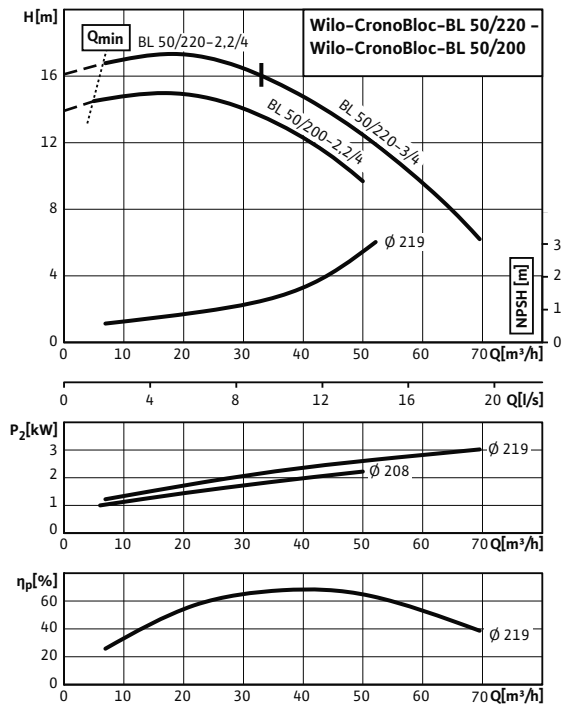 H[m]
Wilo-CronoBloc-BL 50/220 –
Wilo-CronoBloc-BL 50/200
Qmin
BL 50/220-2,2/4
BL 50/220-3/4
BL 50/200-2,2/4
16
12
8
4
0
Ø 219
3
2
1
0
NPSH [m]
0 10 20 30 40 50 60 70 Q[m³/h]
0 4 8 12 16 20 Q[l/s]
P₂[kW]
3
2
1
0
Ø 219
Ø 208
0 10 20 30 40 50 60 70 Q[m³/h]
ηp[%]
60
40
20
0
Ø 219
0 10 20 30 40 50 60 70 Q[m³/h]